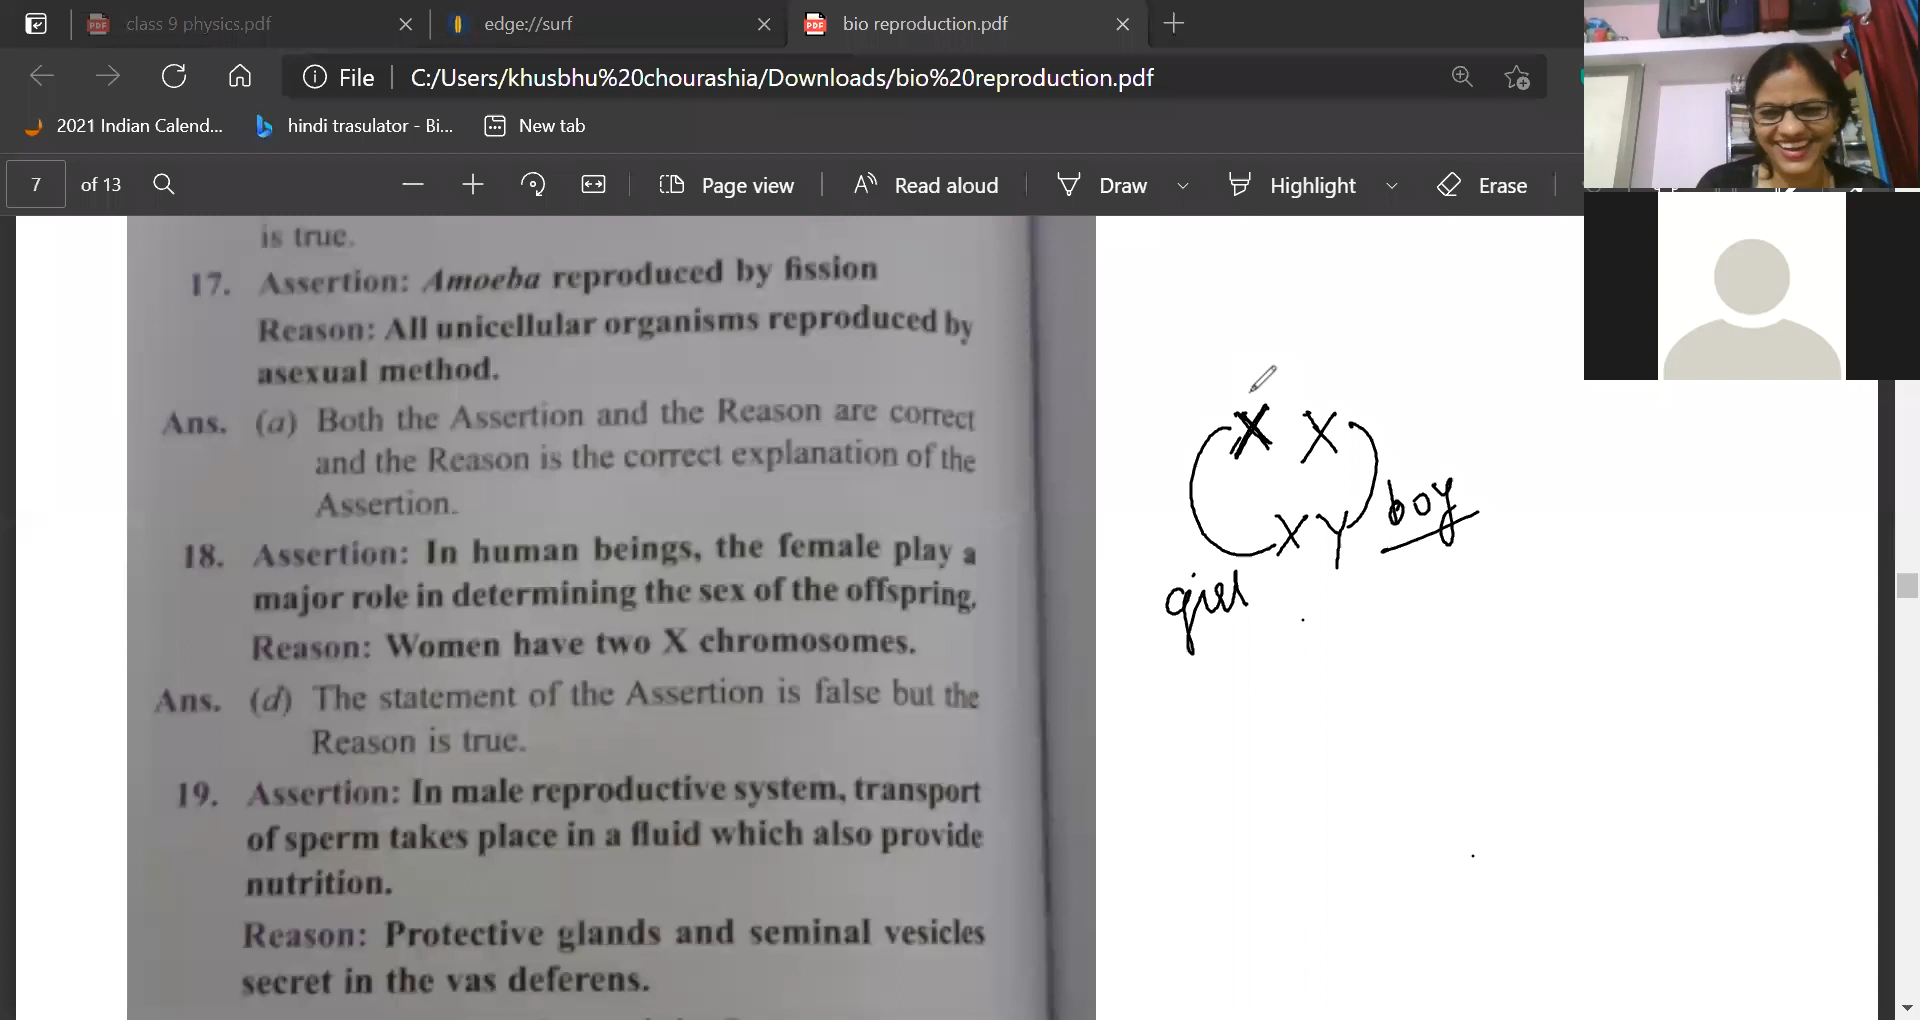 class 9 physics.pdf
edge://surf
bio reproduction.pdf
File
C:/Users/khusbhu%20chourashia/Downloads/bio%20reproduction.pdf
2021 Indian Calend...
hindi trasulator - Bi...
New tab
7 of 13
Page view
Read aloud
Draw
Highlight
Erase
is true.
17. Assertion: Amoeba reproduced by fission
Reason: All unicellular organisms reproduced by
asexual method.
Ans. (a) Both the Assertion and the Reason are correct
and the Reason is the correct explanation of the
Assertion.
18. Assertion: In human beings, the female play a
major role in determining the sex of the offspring.
Reason: Women have two X chromosomes.
Ans. (d) The statement of the Assertion is false but the
Reason is true.
19. Assertion: In male reproductive system, transport
of sperm takes place in a fluid which also provide
nutrition.
Reason: Protective glands and seminal vesicles
secret in the vas deferens.
X X
XY boy
girl